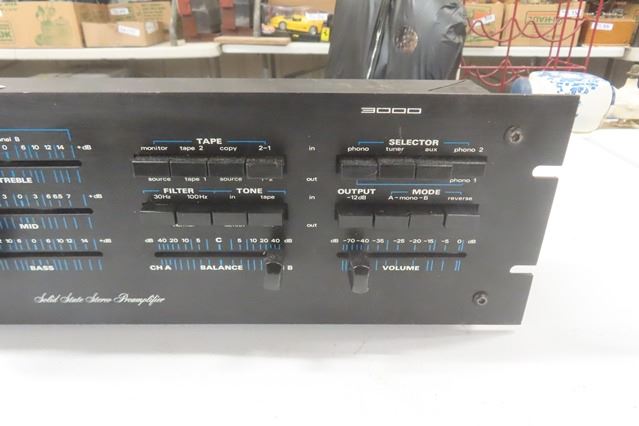 3000
nel B
0 6 10 12 14 +dB
TREBLE
3 0 3 6 6.5 7 +dB
MID
10 6 0 6 10 12 14 +dB
BASS
TAPE
monitor tape 2 copy 2-1 in
source tape 1 source 1-2 out
FILTER TONE
30Hz 100Hz in tape in
out
dB 40 20 10 5 C 5 10 20 40 dB
CH A BALANCE B
SELECTOR
phono tuner aux phono 2
phono 1
OUTPUT MODE
-12dB A-mono-B reverse
dB -70 -40 -35 -25 -20 -15 -5 0 dB
VOLUME
Solid State Stereo Preamplifier